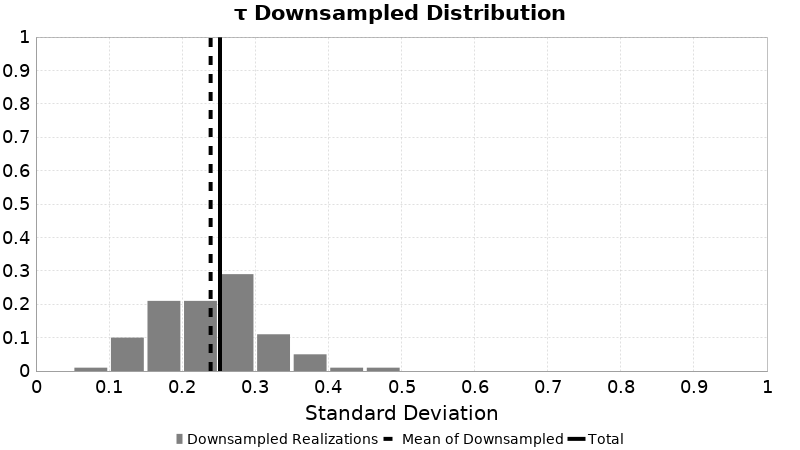 τ Downsampled Distribution
1
0.9
0.8
0.7
0.6
0.5
0.4
0.3
0.2
0.1
0
0 0.1 0.2 0.3 0.4 0.5 0.6 0.7 0.8 0.9 1
Standard Deviation
Downsampled Realizations Mean of Downsampled Total